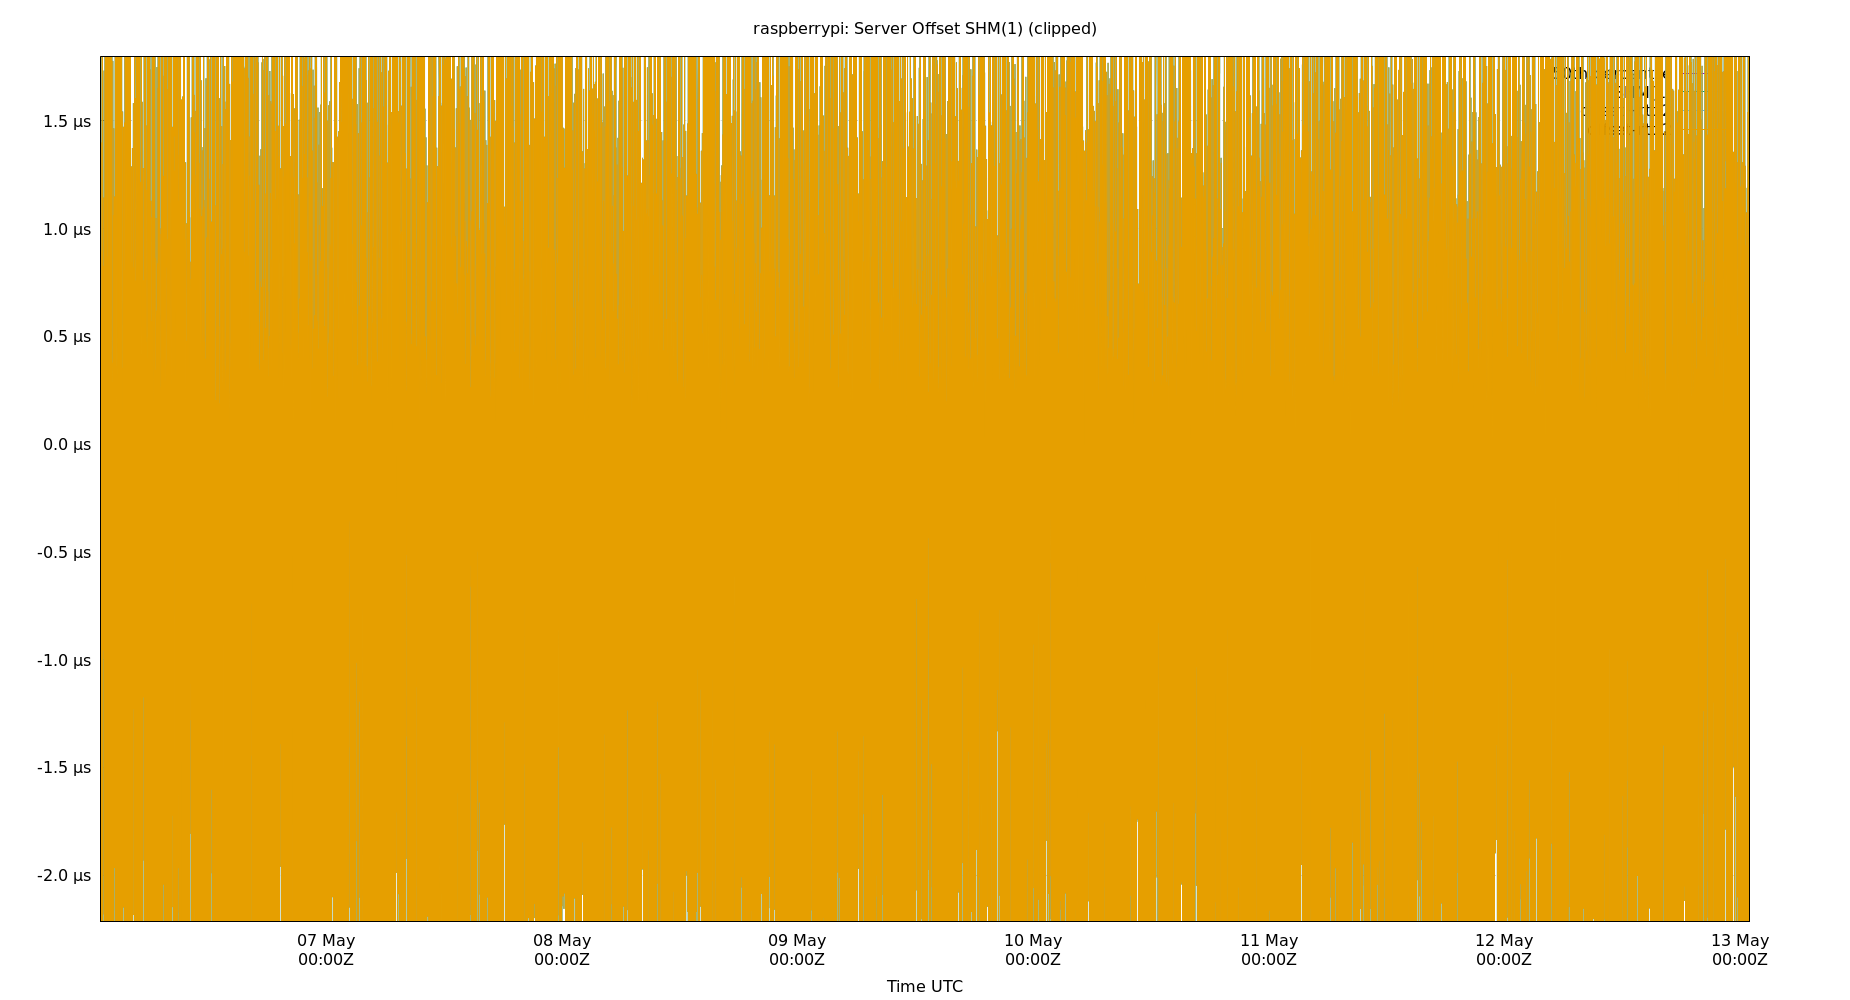 raspberrypi: Server Offset SHM(1) (clipped)
1.5 µs
1.0 µs
0.5 µs
0.0 µs
-0.5 µs
-1.0 µs
-1.5 µs
-2.0 µs
07 May 00:00Z
08 May 00:00Z
09 May 00:00Z
10 May 00:00Z
11 May 00:00Z
12 May 00:00Z
13 May 00:00Z
Time UTC